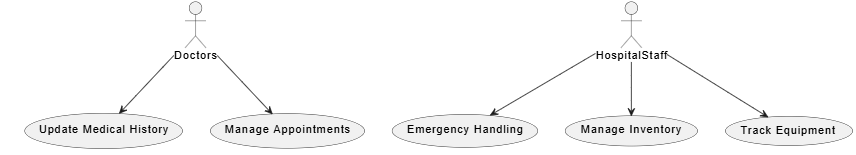 Doctors
HospitalStaff
Update Medical History
Manage Appointments
Emergency Handling
Manage Inventory
Track Equipment